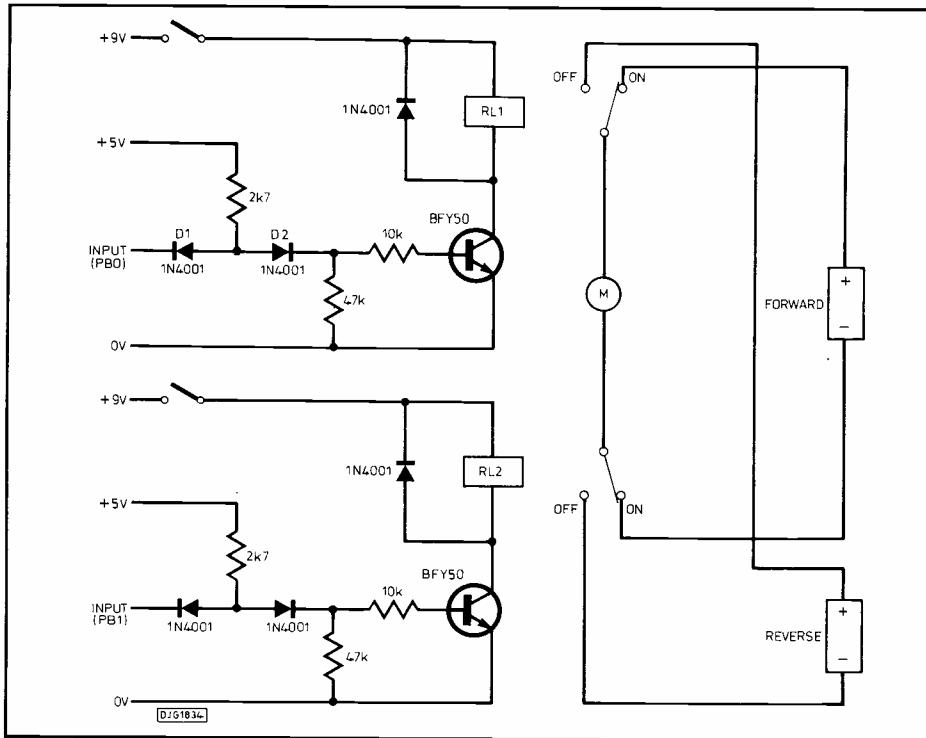 +9V
1N4001
RL1
+5V
2k7
BFY50
INPUT
(PB0)
D1
1N4001
D2
1N4001
10k
47k
0V
+9V
1N4001
RL2
+5V
2k7
BFY50
INPUT
(PB1)
1N4001
1N4001
10k
47k
0V
DJG1834
OFF
ON
M
FORWARD
+
−
OFF
ON
REVERSE
+
−